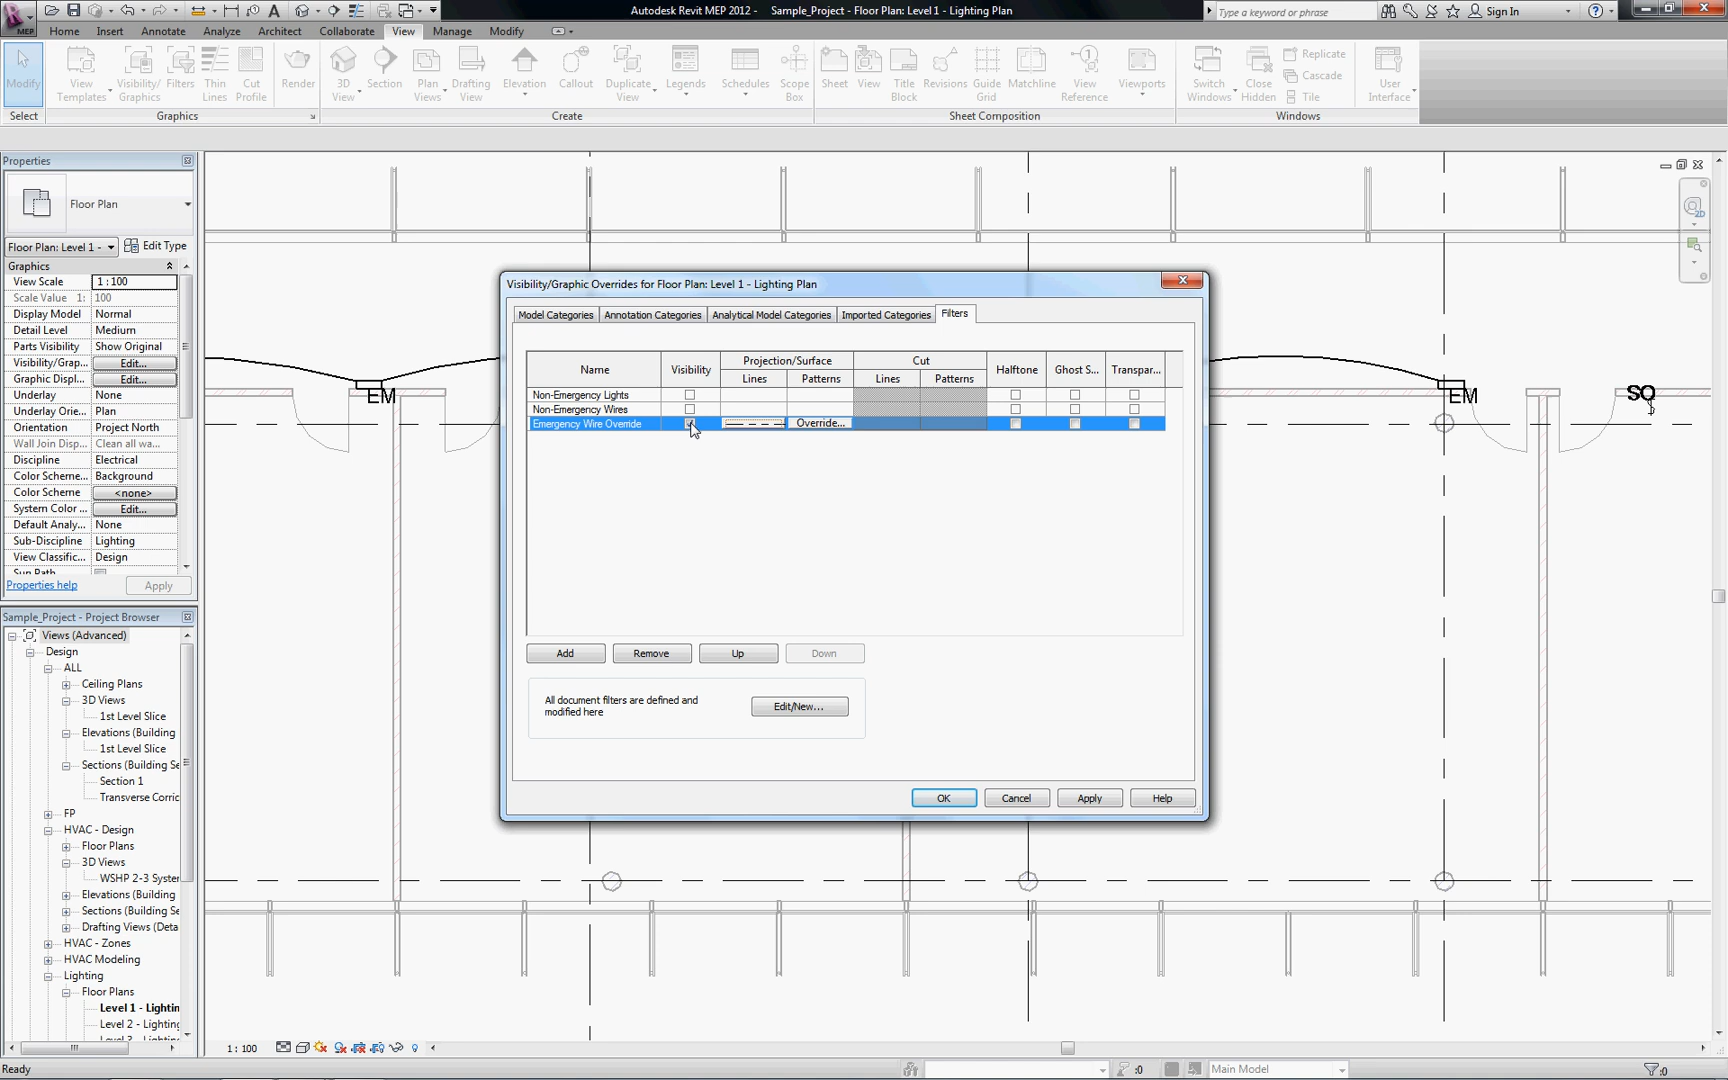 Autodesk Revit MEP 2012 -    Sample_Project - Floor Plan: Level 1 - Lighting Plan
Type a keyword or phrase
Sign In
MEP
Home Insert Annotate Analyze Architect Collaborate View Manage Modify
Modify
View Templates
Visibility/ Graphics
Filters
Thin Lines
Cut Profile
Render
3D View
Section
Plan Views
Drafting View
Elevation
Callout
Duplicate View
Legends
Schedules
Scope Box
Sheet
View
Title Block
Revisions
Guide Grid
Matchline
View Reference
Viewports
Switch Windows
Close Hidden
Replicate
Cascade
Tile
User Interface
Select Graphics Create Sheet Composition Windows
Properties
Floor Plan
Floor Plan: Level 1 - Edit Type
Graphics
View Scale 1 : 100
Scale Value 1: 100
Display Model Normal
Detail Level Medium
Parts Visibility Show Original
Visibility/Grap... Edit...
Graphic Displ... Edit...
Underlay None
Underlay Orie... Plan
Orientation Project North
Wall Join Disp... Clean all wa...
Discipline Electrical
Color Scheme... Background
Color Scheme <none>
System Color ... Edit...
Default Analy... None
Sub-Discipline Lighting
View Classific... Design
Sun Path
Properties help Apply
Sample_Project - Project Browser
Views (Advanced)
Design
ALL
Ceiling Plans
3D Views
1st Level Slice
Elevations (Building
1st Level Slice
Sections (Building Se
Section 1
Transverse Corric
FP
HVAC - Design
Floor Plans
3D Views
WSHP 2-3 Syster
Elevations (Building
Sections (Building Se
Drafting Views (Deta
HVAC - Zones
HVAC Modeling
Lighting
Floor Plans
Level 1 - Lightin
Level 2 - Lighting
Level 3 - Lighting
EM
EM
SO
2D
Visibility/Graphic Overrides for Floor Plan: Level 1 - Lighting Plan
Model Categories Annotation Categories Analytical Model Categories Imported Categories Filters
Name Visibility Projection/Surface Cut Halftone Ghost S... Transpar...
Lines Patterns Lines Patterns
Non-Emergency Lights
Non-Emergency Wires
Emergency Wire Override Override...
Add Remove Up Down
All document filters are defined and
modified here
Edit/New...
OK Cancel Apply Help
1 : 100
Ready
:0
Main Model
:0